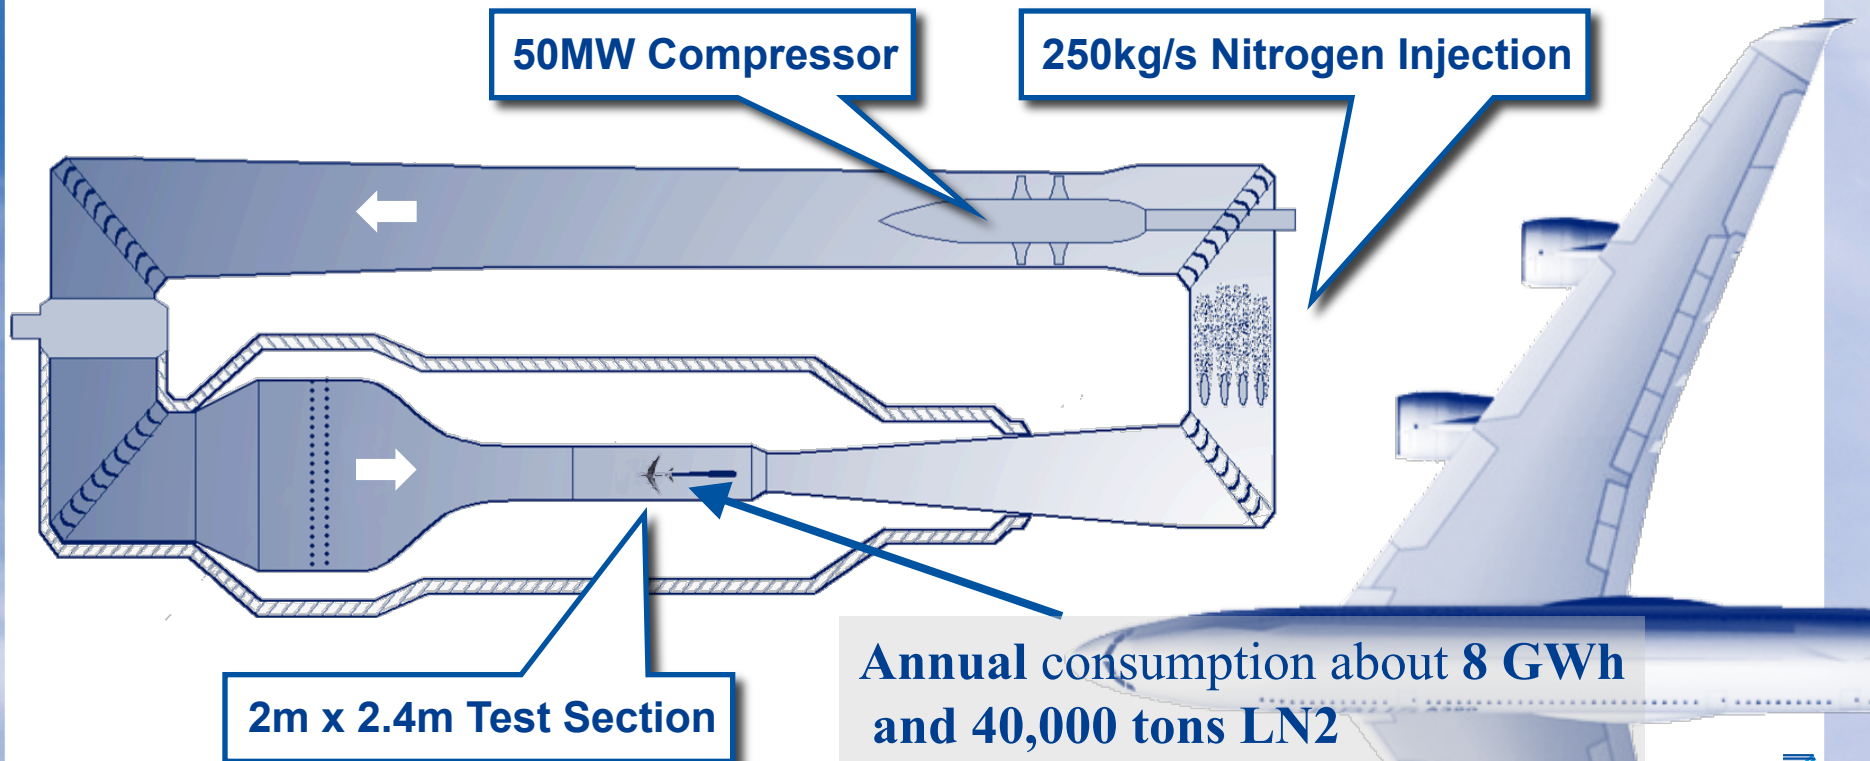 50MW Compressor
250kg/s Nitrogen Injection
2m x 2.4m Test Section
Annual consumption about 8 GWh
and 40,000 tons LN2